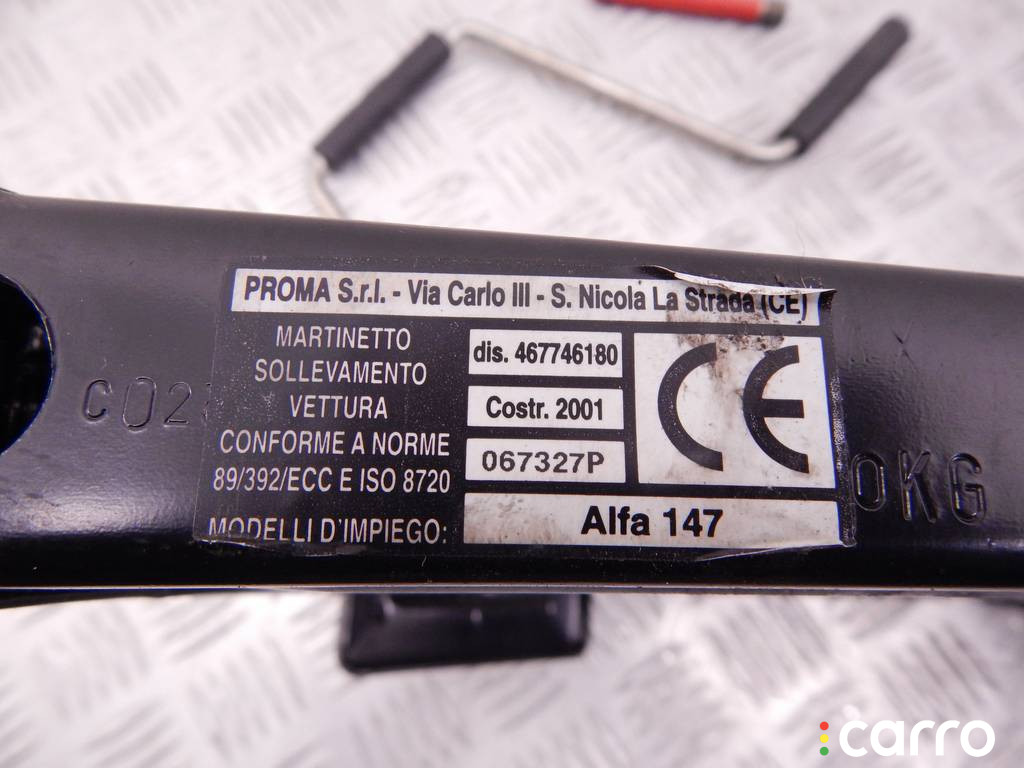 PROMA S.r.l. - Via Carlo III - S. Nicola La Strada (CE)
MARTINETTO
SOLLEVAMENTO
VETTURA
CONFORME A NORME
89/392/ECC E ISO 8720
MODELLI D'IMPIEGO:
dis. 467746180
Costr. 2001
067327P
Alfa 147
CE
KG
carro